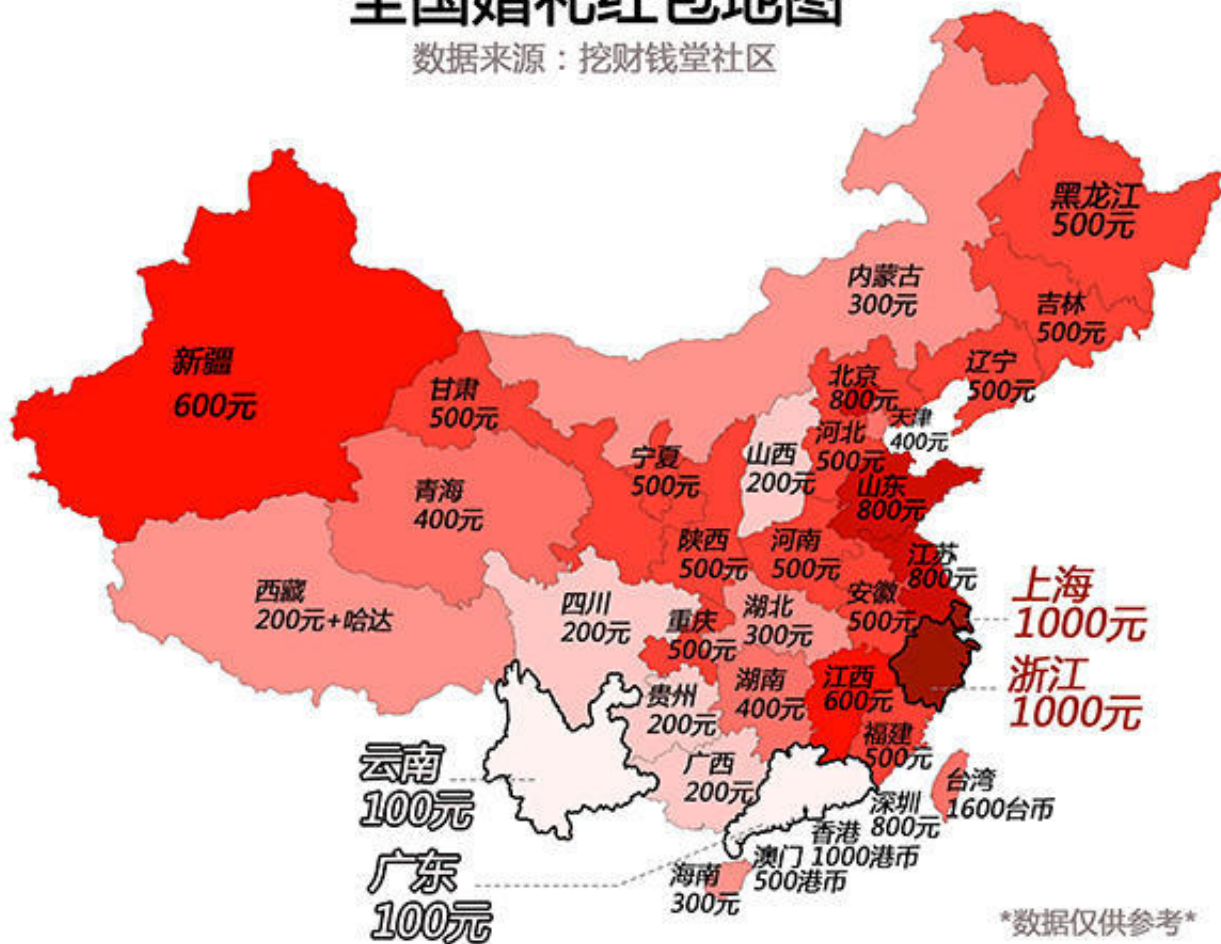 全国婚礼红包地图
数据来源：挖财钱堂社区
黑龙江
500元
内蒙古
300元
吉林
500元
新疆
600元
甘肃
500元
北京
800元
辽宁
500元
天津
400元
河北
500元
宁夏
500元
山西
200元
青海
400元
山东
800元
陕西
500元
河南
500元
江苏
800元
西藏
200元+哈达
四川
200元
重庆
500元
湖北
300元
安徽
500元
上海
1000元
浙江
1000元
贵州
200元
湖南
400元
江西
600元
福建
500元
云南
100元
广西
200元
台湾
1600台币
深圳
800元
香港
1000港币
澳门
500港币
广东
100元
海南
300元
*数据仅供参考*